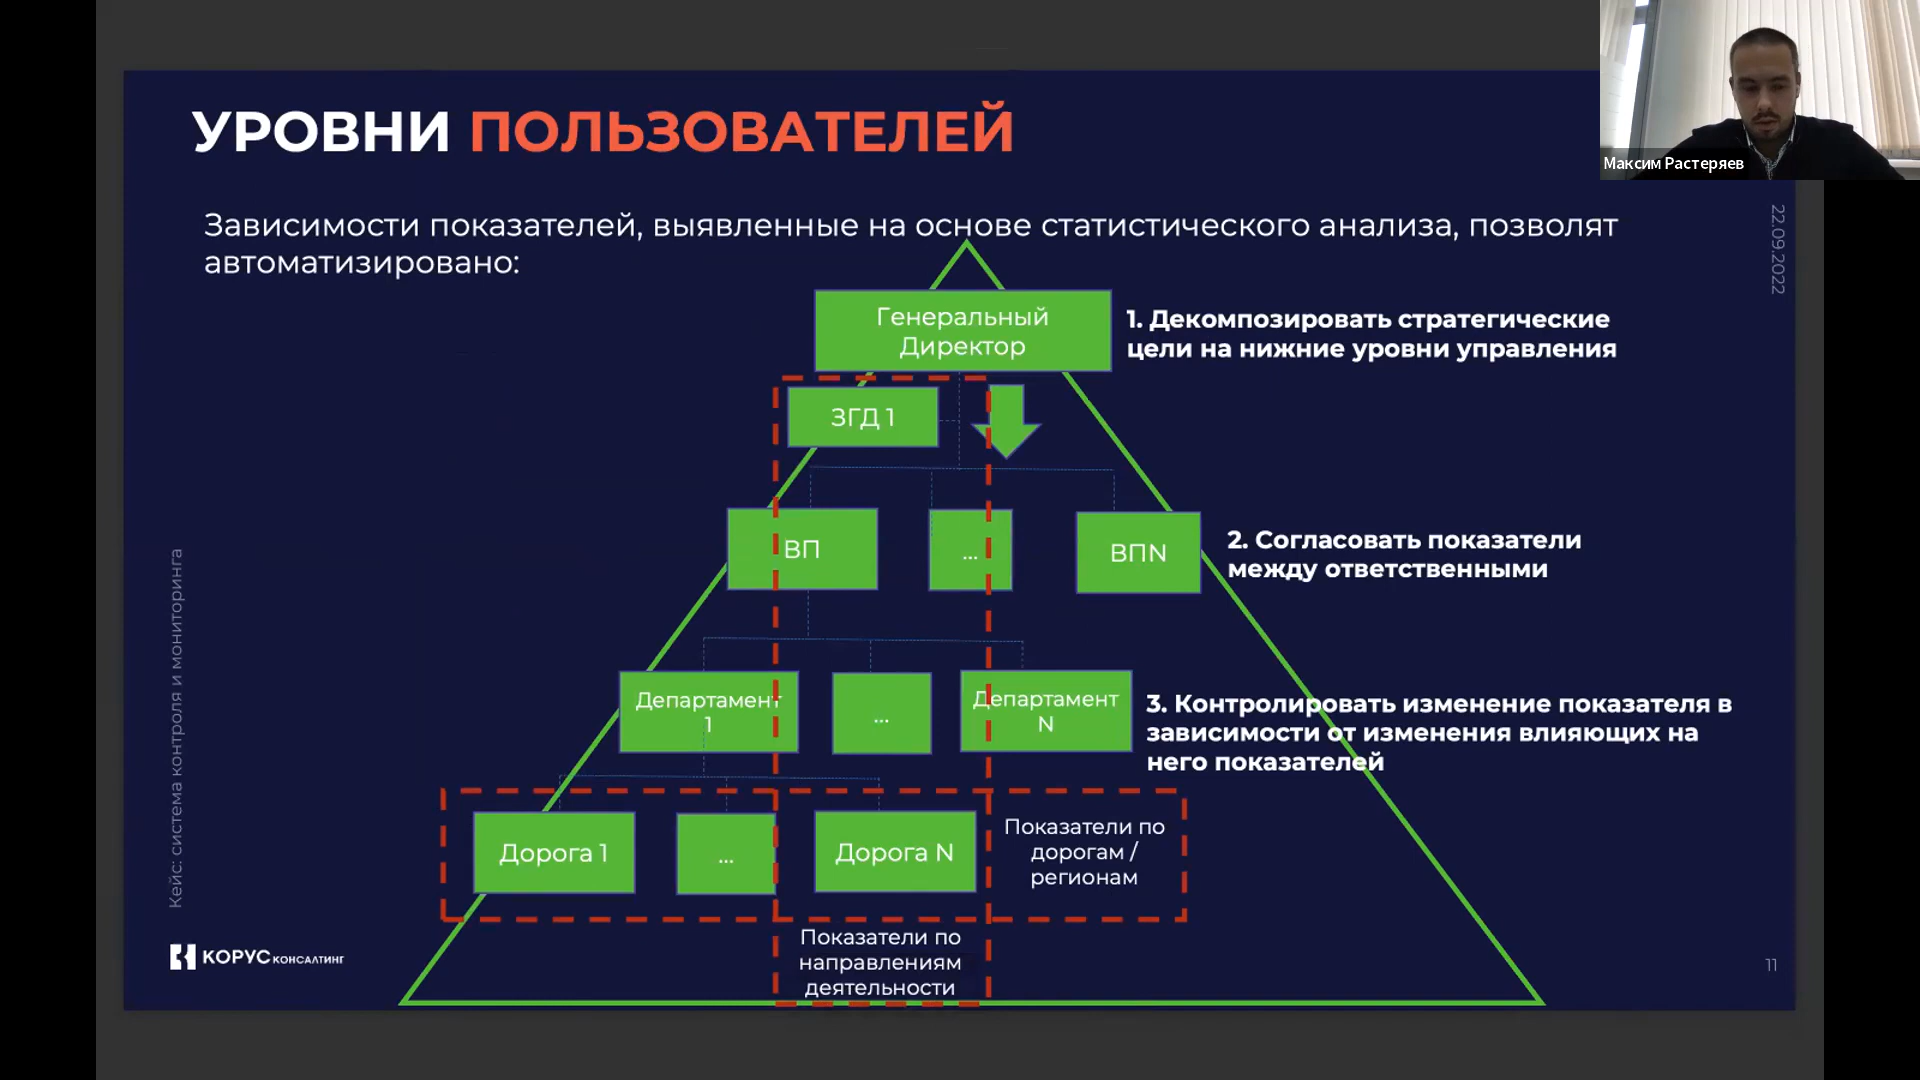 УРОВНИ ПОЛЬЗОВАТЕЛЕЙ
Максим Растеряев
Зависимости показателей, выявленные на основе статистического анализа, позволят
автоматизировано:
22.09.2022
Генеральный
Директор
1. Декомпозировать стратегические
цели на нижние уровни управления
ЗГД 1
ВП
...
ВПN
2. Согласовать показатели
между ответственными
Департамент
1
...
Департамент
N
3. Контролировать изменение показателя в
зависимости от изменения влияющих на
него показателей
Дорога 1
...
Дорога N
Показатели по
дорогам /
регионам
Показатели по
направлениям
деятельности
Кейс: система контроля и мониторинга
КОРУС КОНСАЛТИНГ
11